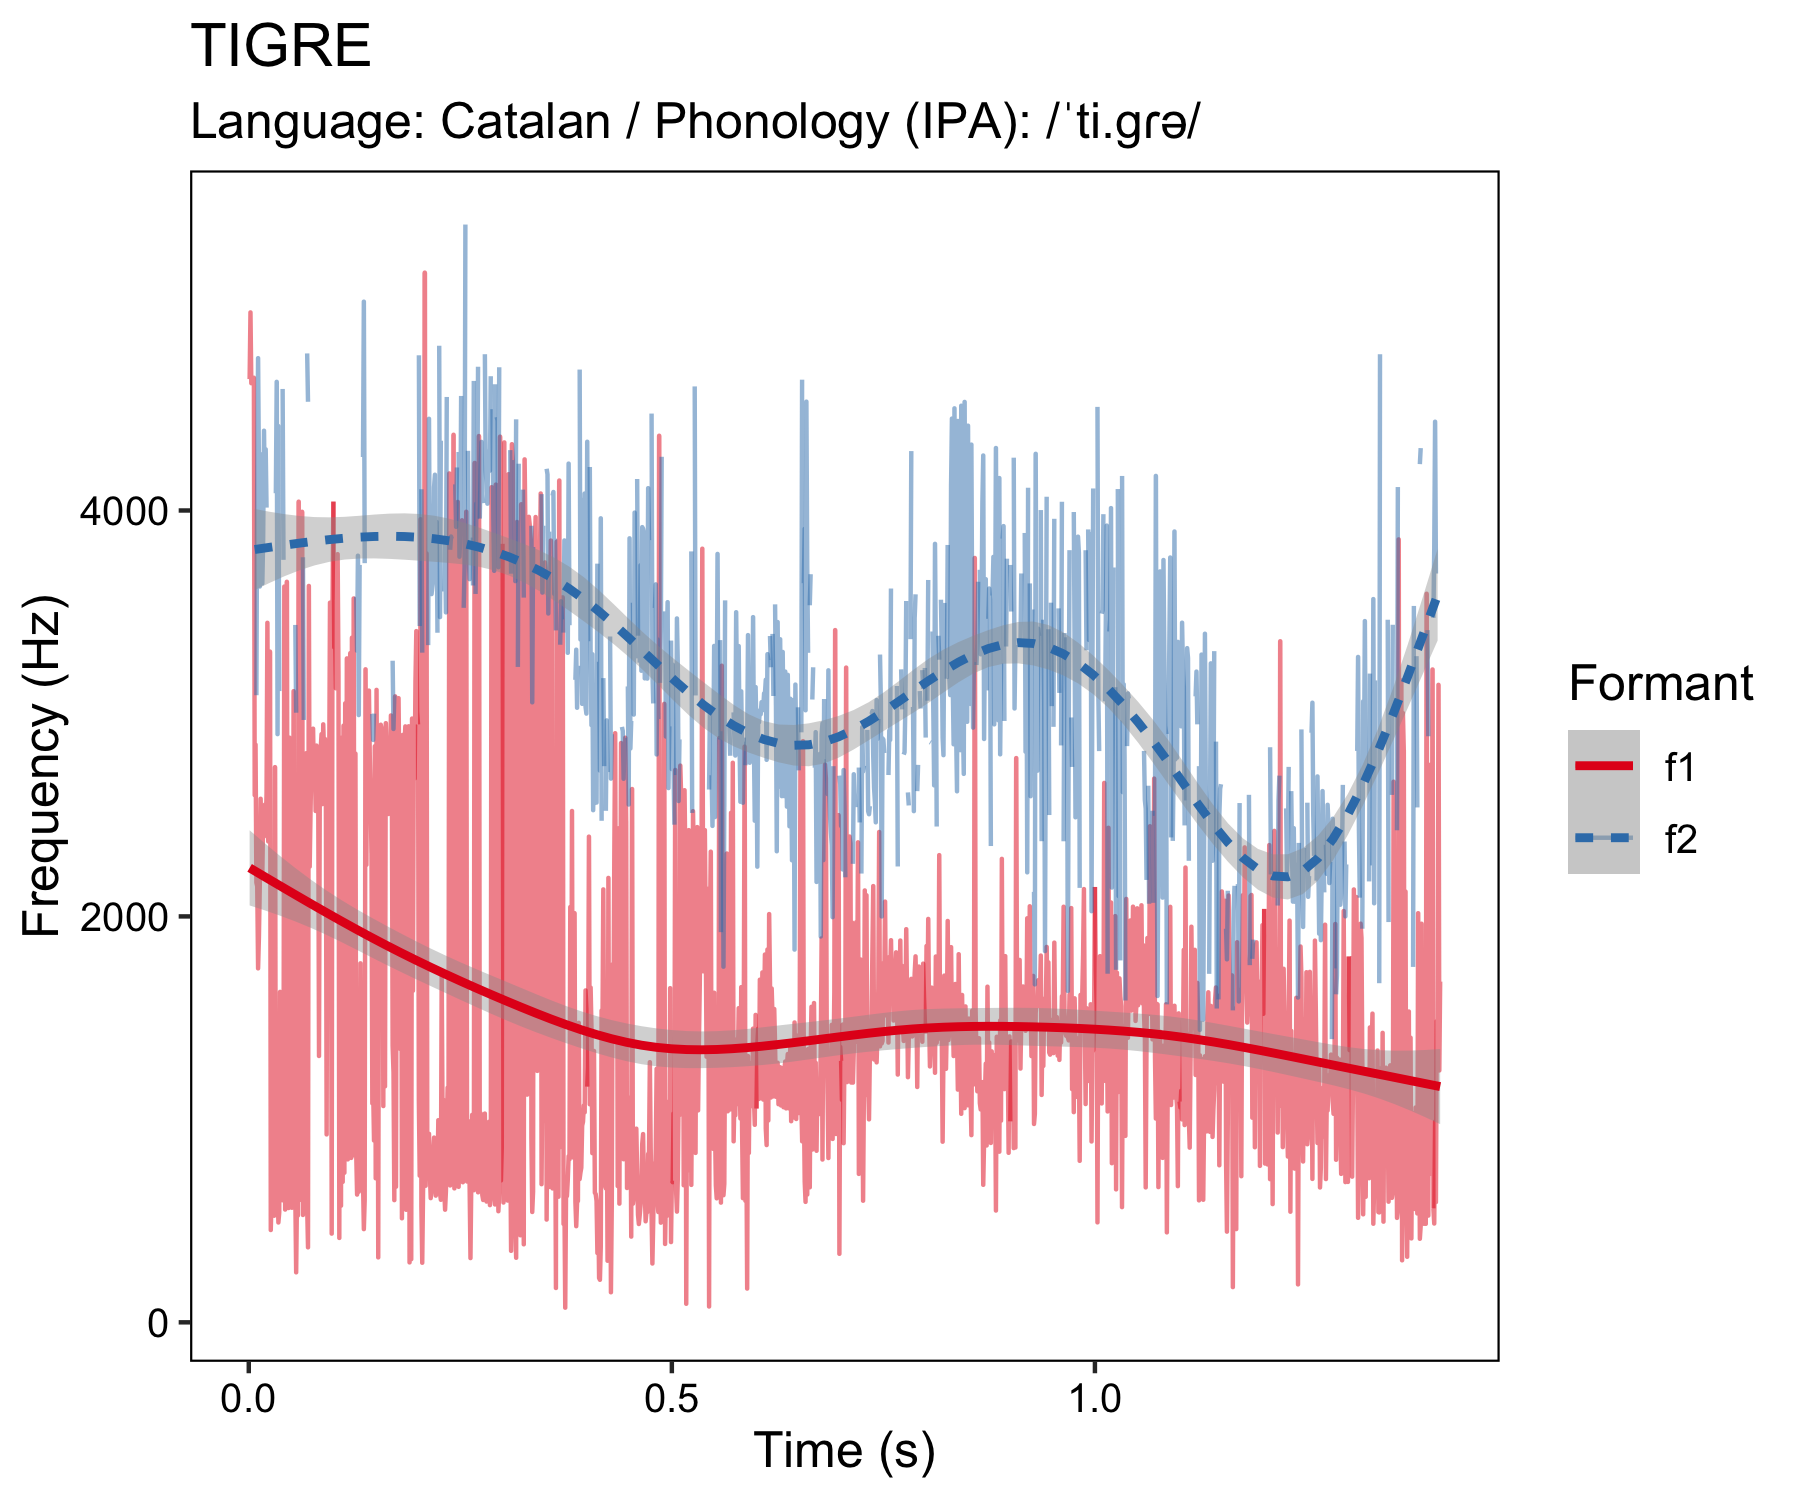 TIGRE
Language: Catalan / Phonology (IPA): /ˈti.ɡɾə/
Frequency (Hz)
4000
2000
0
0.0
0.5
1.0
Time (s)
Formant
f1
f2